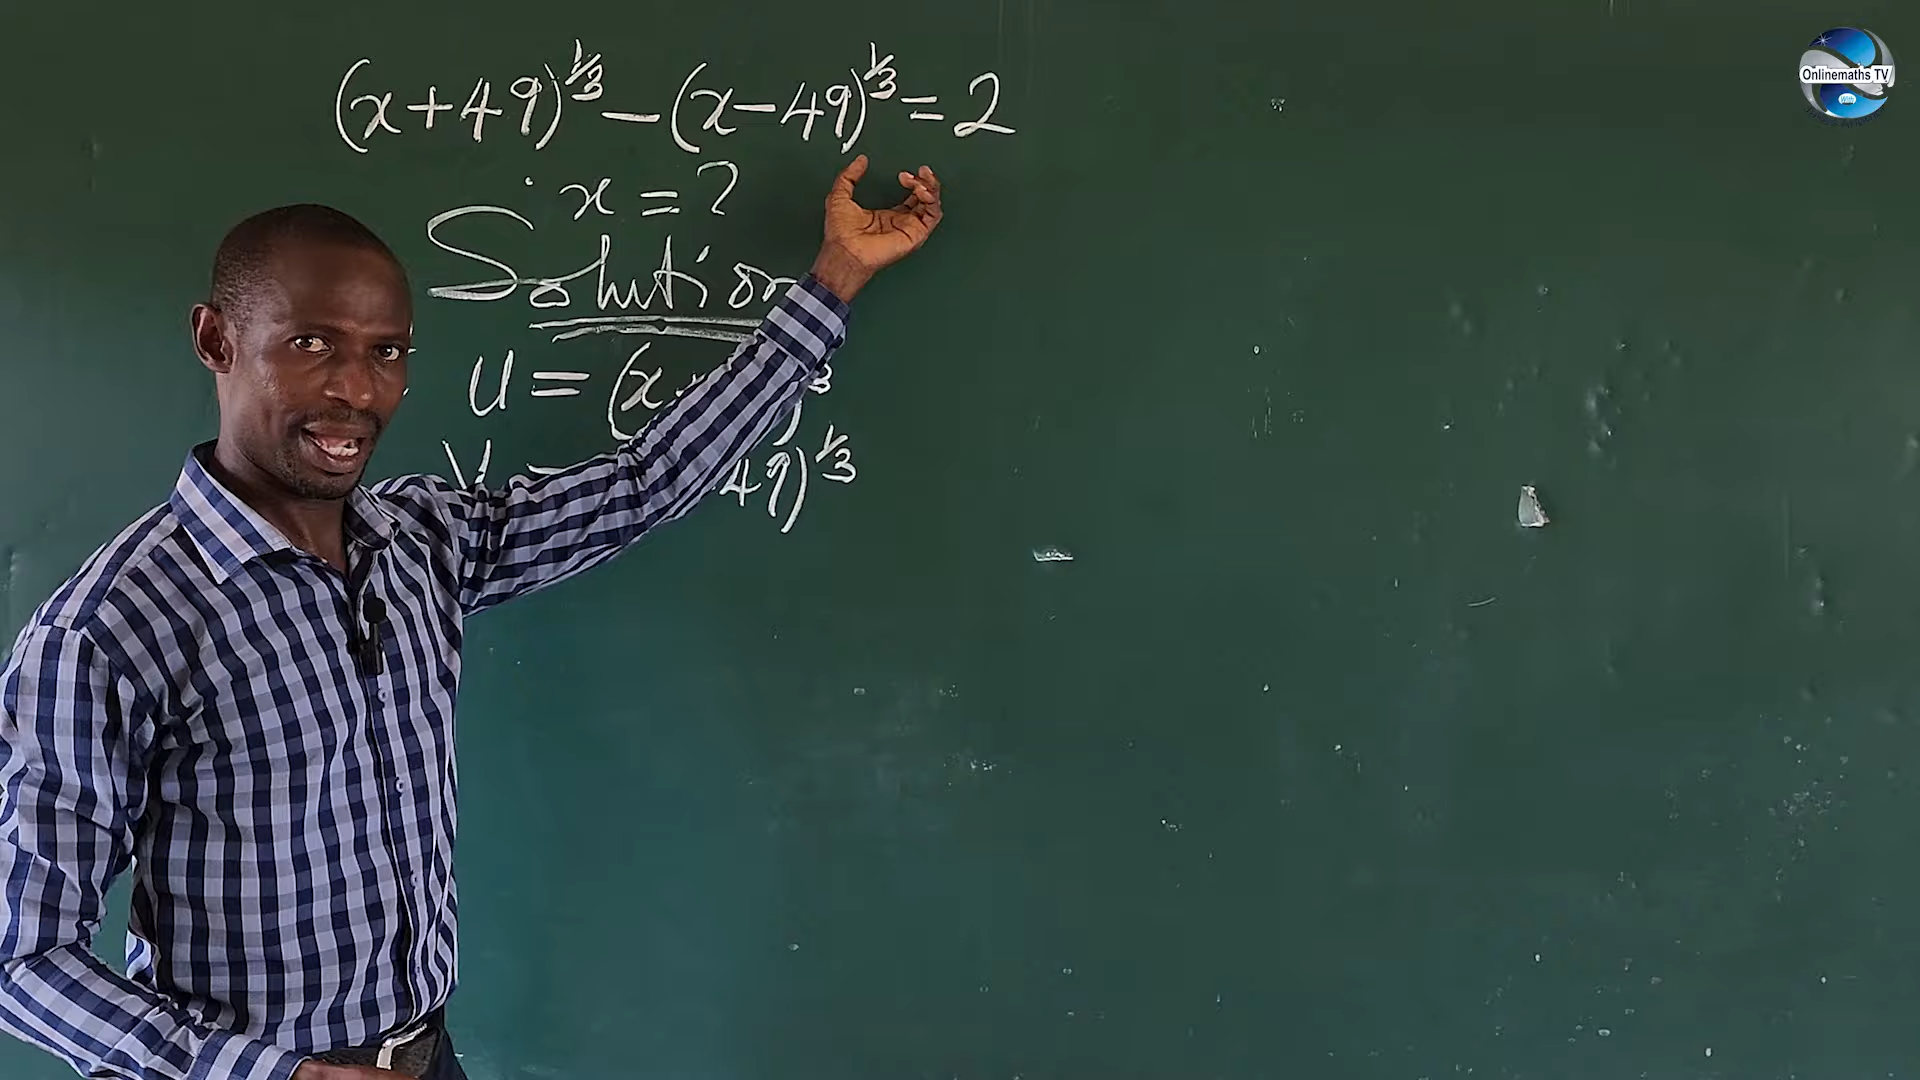 (x+49)^1/3 - (x-49)^1/3 = 2
x = ?
Solution
u = (x
49)^1/3
Onlinemaths TV